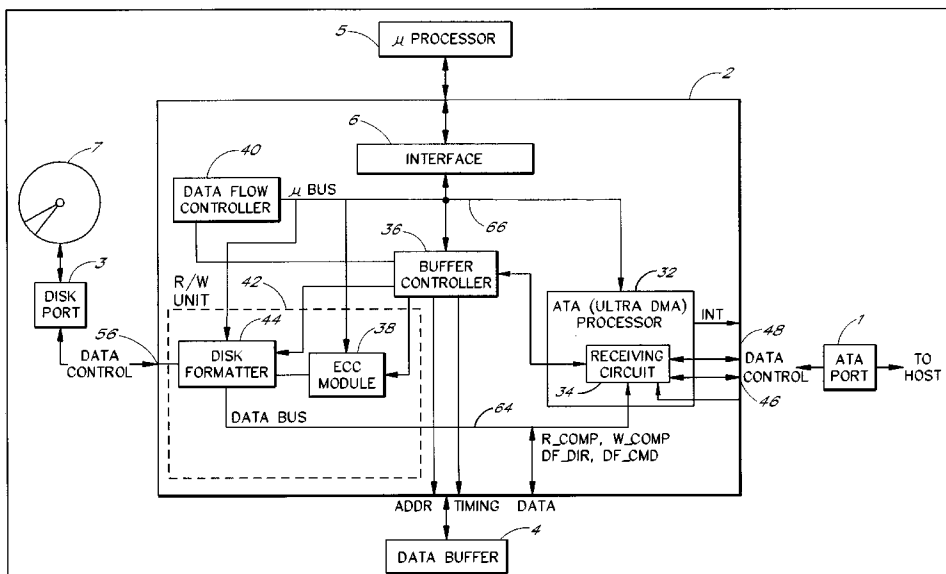 5
μ PROCESSOR
2
6
INTERFACE
7
40
DATA FLOW
CONTROLLER
μ BUS
66
36
BUFFER
CONTROLLER
3
DISK
PORT
R/W
UNIT
42
32
ATA (ULTRA DMA)
PROCESSOR
INT
56
44
DISK
FORMATTER
38
ECC
MODULE
RECEIVING
CIRCUIT
34
48
DATA
CONTROL
46
1
ATA
PORT
TO
HOST
DATA
CONTROL
DATA BUS
64
R_COMP, W_COMP
DF_DIR, DF_CMD
ADDR
TIMING
DATA
4
DATA BUFFER